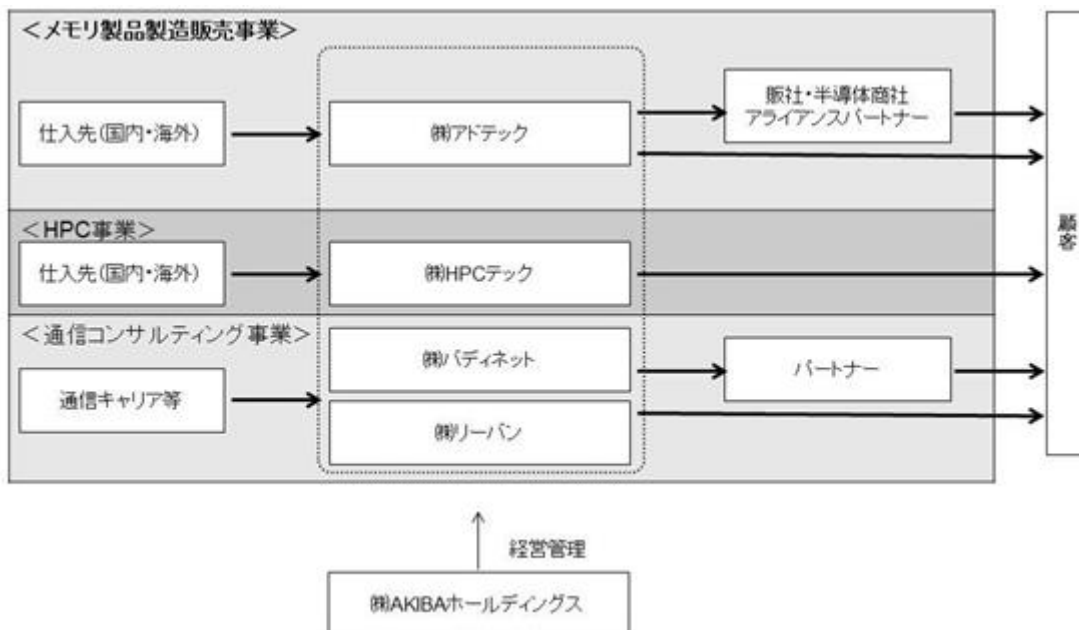 ＜メモリ製品製造販売事業＞
仕入先(国内・海外)
㈱アドテック
販社・半導体商社
アライアンスパートナー
＜HPC事業＞
仕入先(国内・海外)
㈱HPCテック
＜通信コンサルティング事業＞
通信キャリア等
㈱バディネット
㈱リーバン
パートナー
顧客
経営管理
㈱AKIBAホールディングス